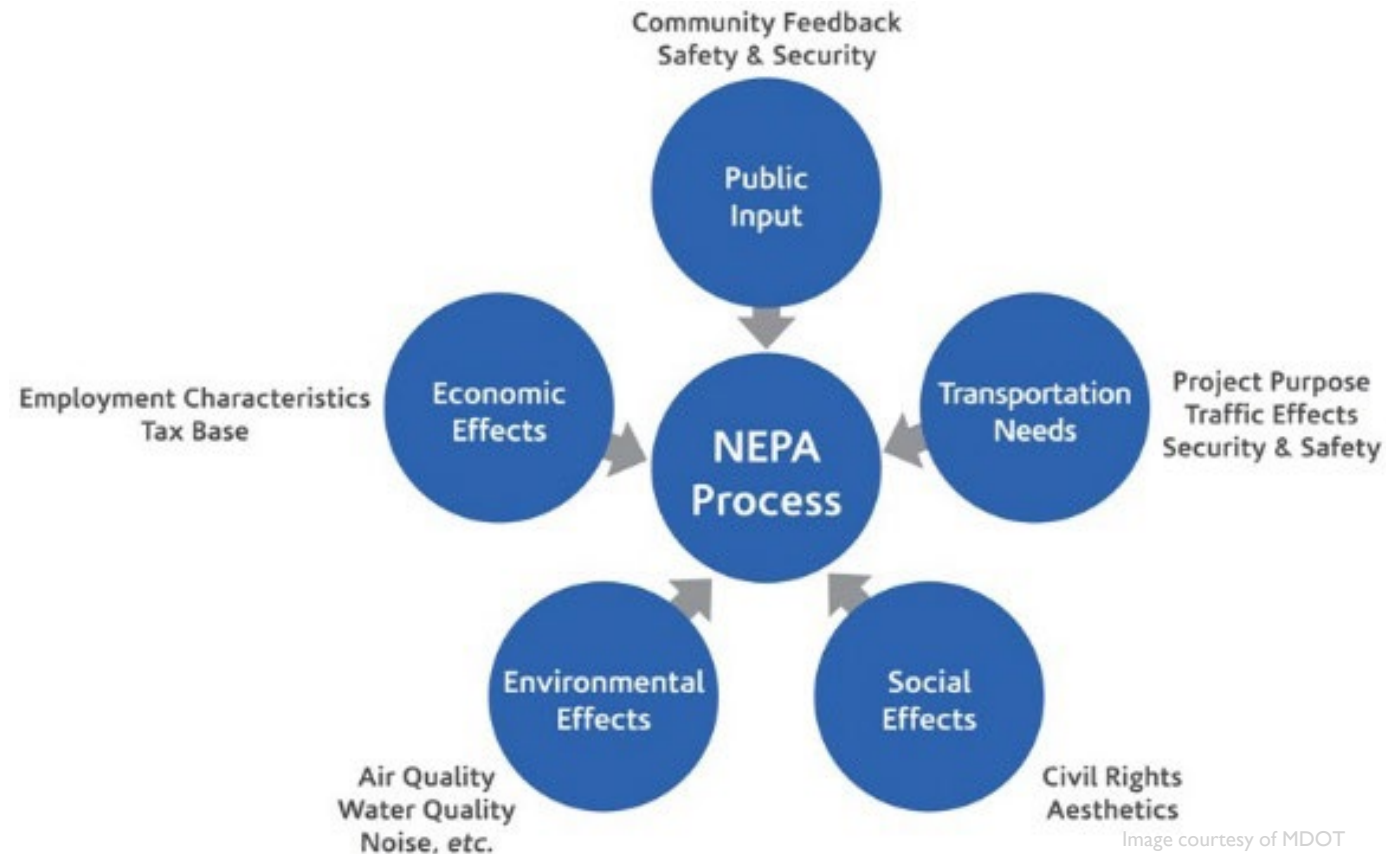 Community Feedback
Safety & Security
Public
Input
Economic
Effects
Employment Characteristics
Tax Base
NEPA
Process
Transportation
Needs
Project Purpose
Traffic Effects
Security & Safety
Environmental
Effects
Air Quality
Water Quality
Noise, etc.
Social
Effects
Civil Rights
Aesthetics
Image courtesy of MDOT